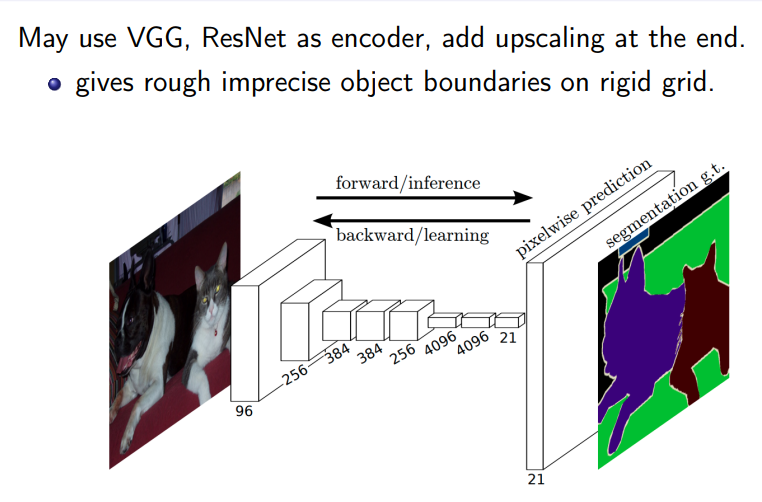 May use VGG, ResNet as encoder, add upscaling at the end.
gives rough imprecise object boundaries on rigid grid.
forward/inference
backward/learning
pixelwise prediction
segmentation g.t.
96
256
384
384
256
4096
4096
21
21